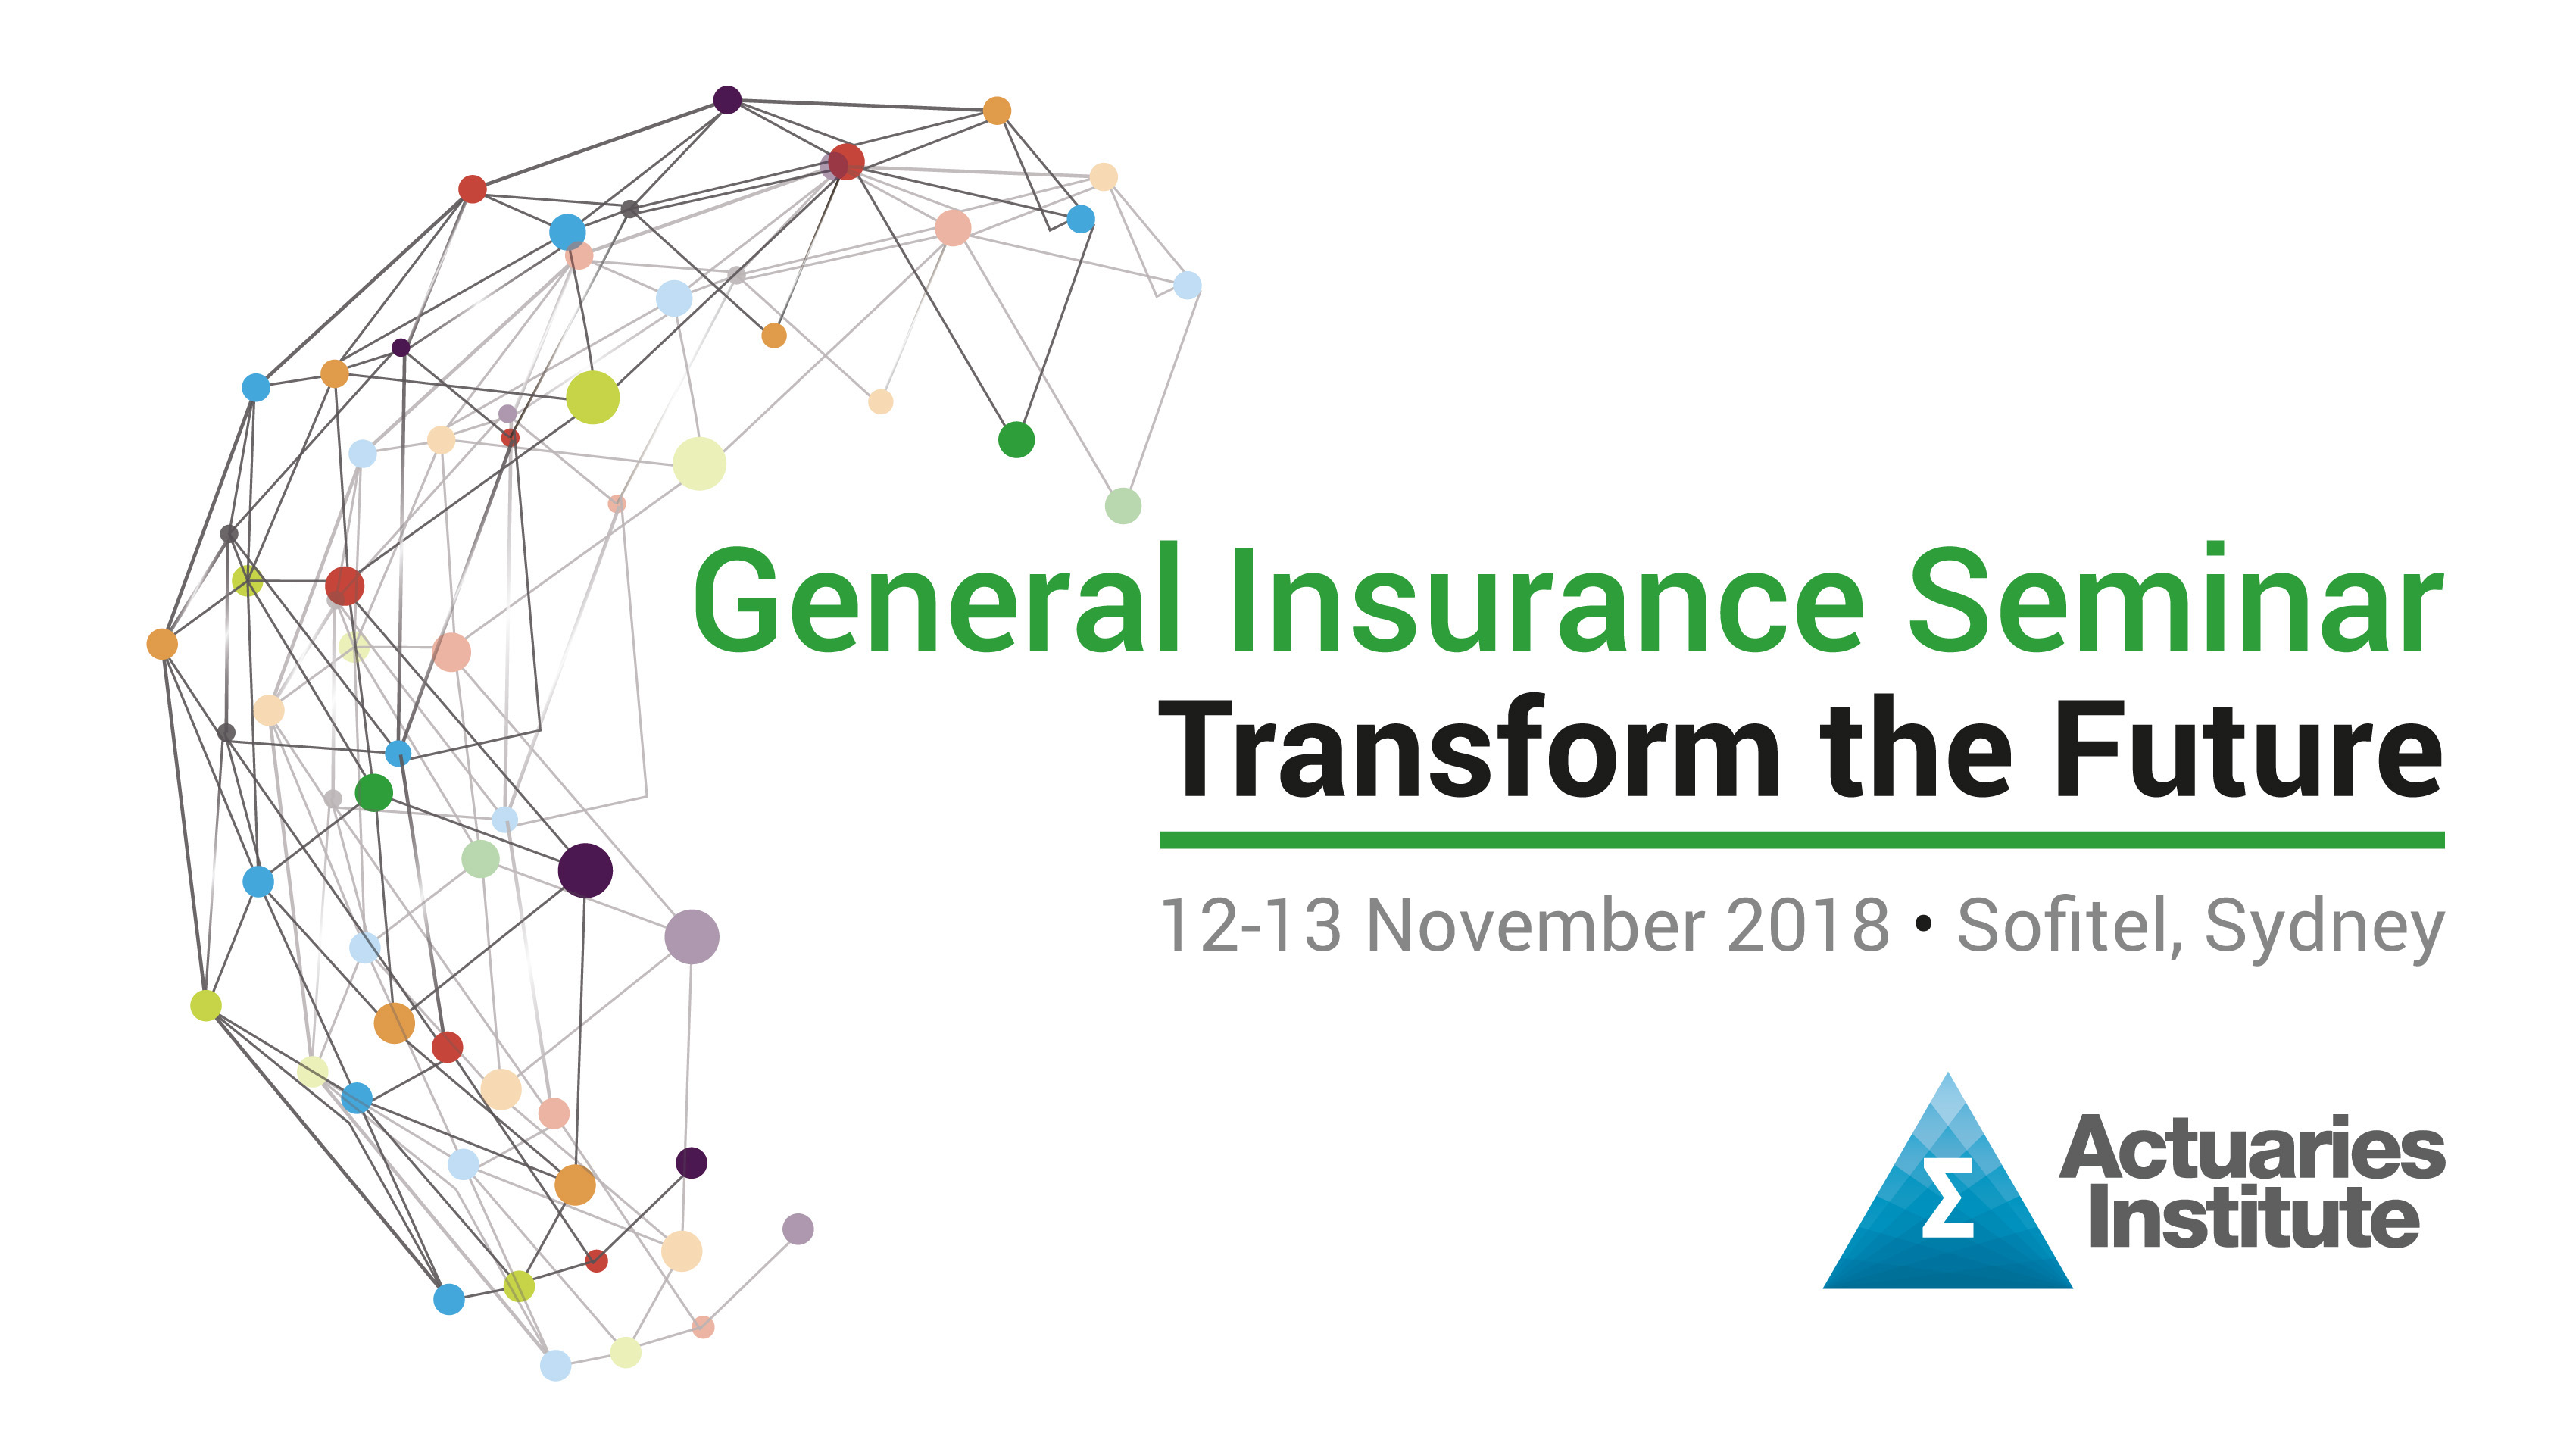 General Insurance Seminar
Transform the Future
12-13 November 2018 • Sofitel, Sydney
Σ
Actuaries
Institute